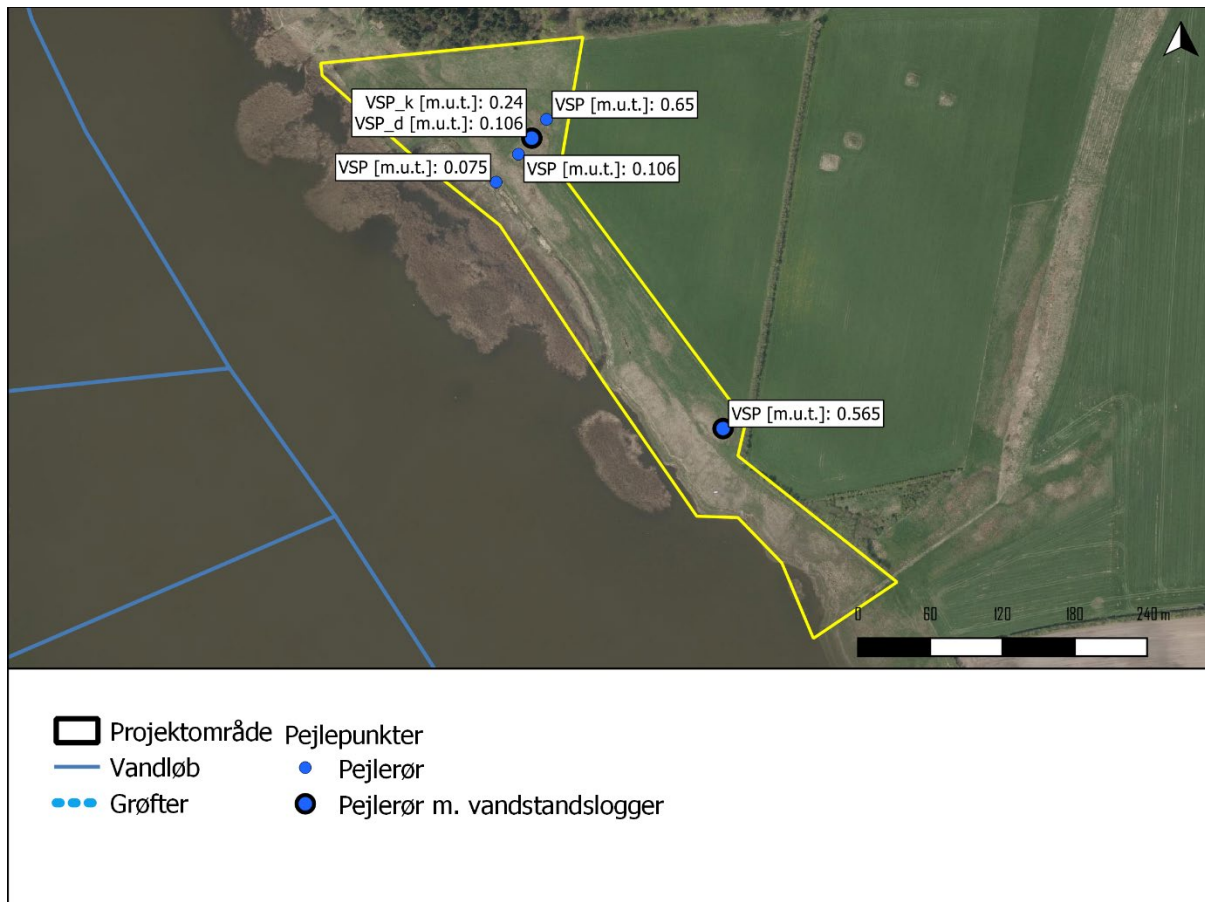 VSP_k [m.u.t.]: 0.24
VSP_d [m.u.t.]: 0.106
VSP [m.u.t.]: 0.65
VSP [m.u.t.]: 0.075
VSP [m.u.t.]: 0.106
VSP [m.u.t.]: 0.565
0 60 120 180 240 m
Projektområde
Vandløb
Grøfter
Pejlepunkter
Pejlerør
Pejlerør m. vandstandslogger